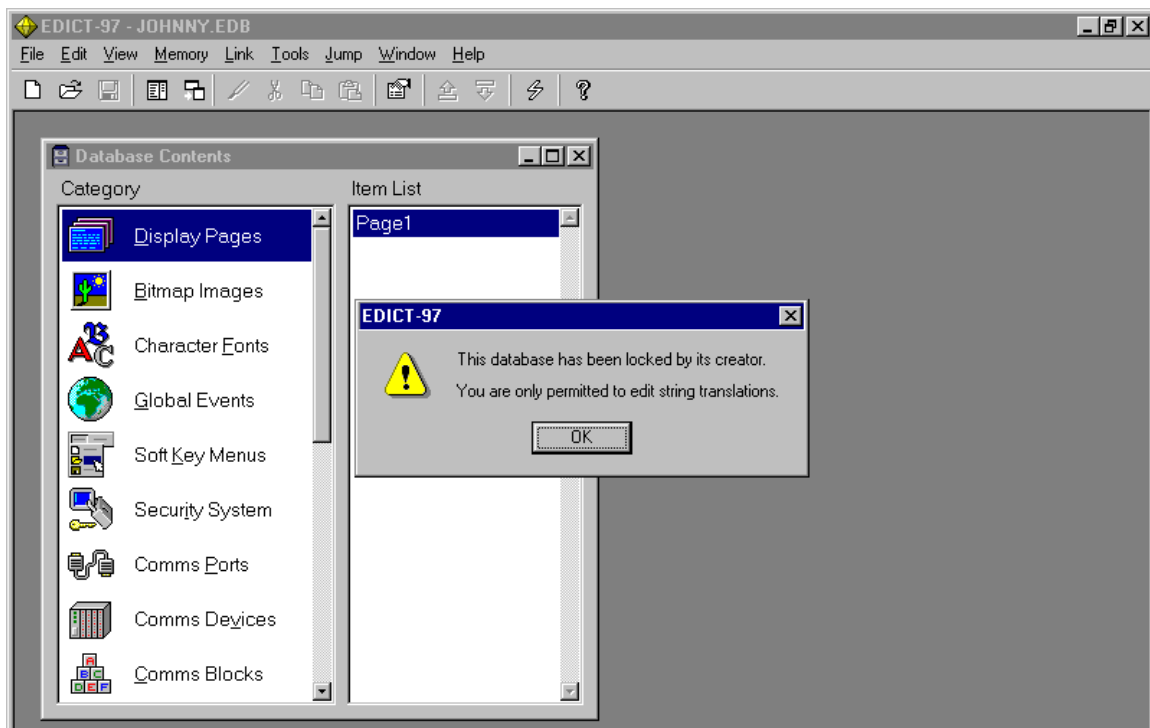 EDICT-97 - JOHNNY.EDB
File Edit View Memory Link Tools Jump Window Help
Database Contents
Category Item List
Display Pages
Page1
Bitmap Images
Character Fonts
Global Events
Soft Key Menus
Security System
Comms Ports
Comms Devices
Comms Blocks
EDICT-97
This database has been locked by its creator.
You are only permitted to edit string translations.
OK